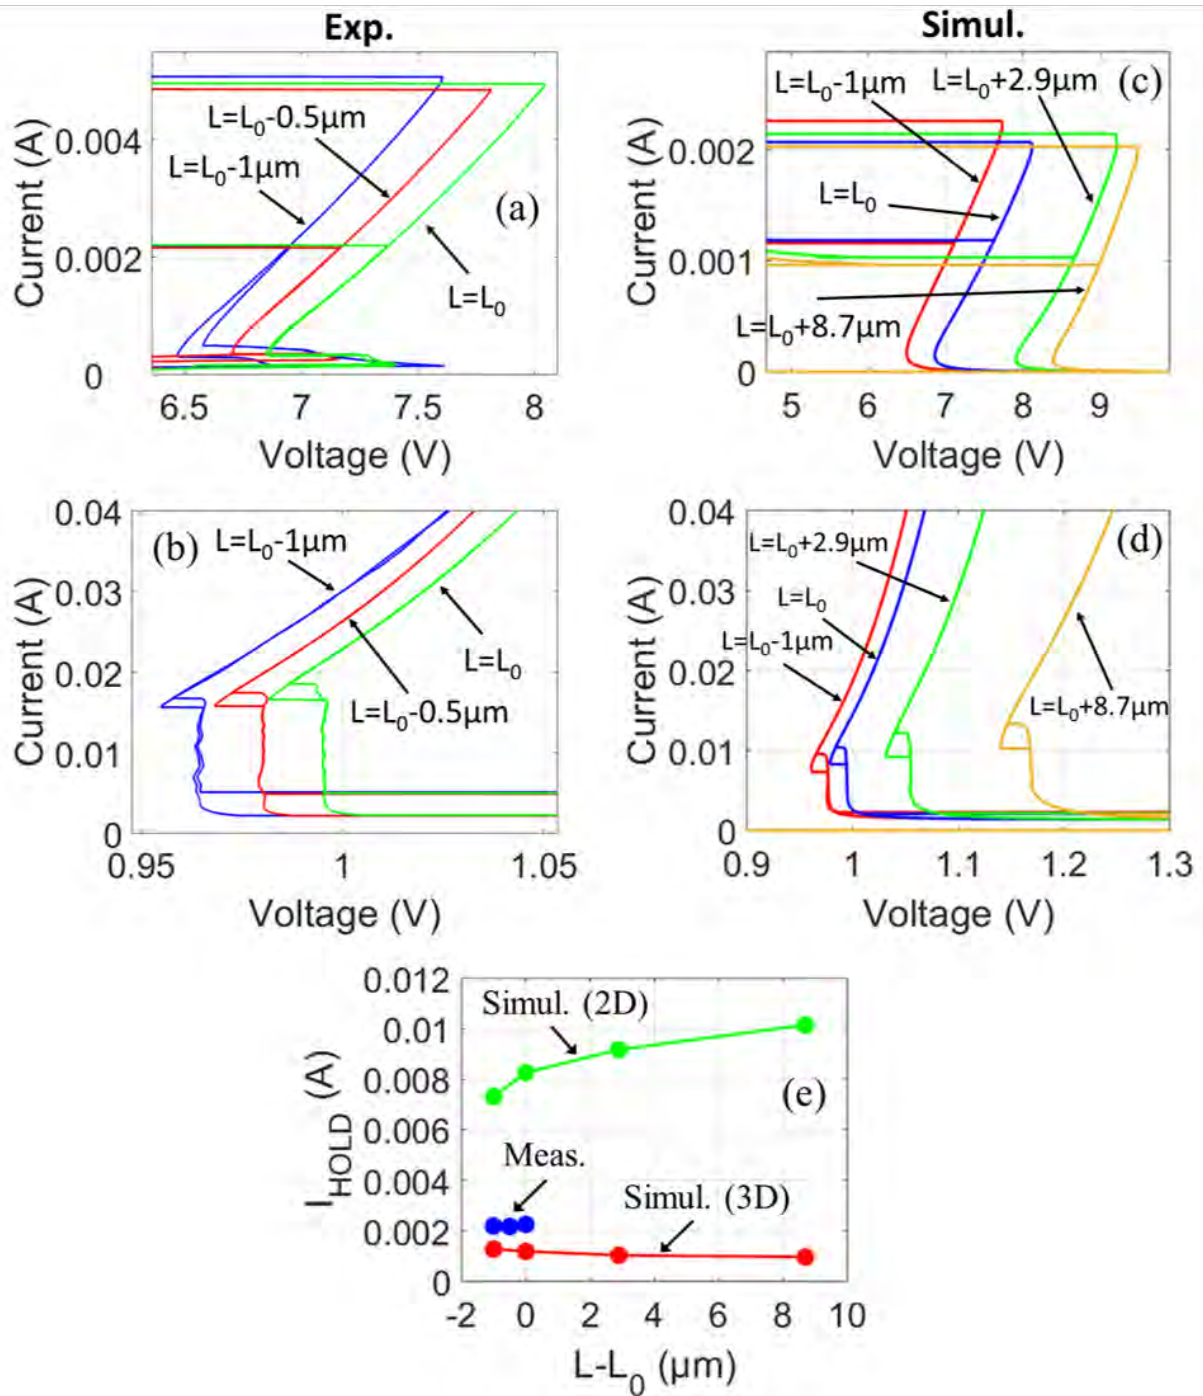 Exp.
Simul.
Current (A)
0.004
0.002
0
6.5
7
7.5
8
Voltage (V)
L=L₀-0.5μm
L=L₀-1μm
L=L₀
(a)
Current (A)
0.002
0.001
0
5
6
7
8
9
Voltage (V)
L=L₀-1μm
L=L₀+2.9μm
(c)
L=L₀
L=L₀+8.7μm
Current (A)
0.04
0.03
0.02
0.01
0
0.95
1
1.05
Voltage (V)
(b)
L=L₀-1μm
L=L₀
L=L₀-0.5μm
Current (A)
0.04
0.03
0.02
0.01
0
0.9
1
1.1
1.2
1.3
Voltage (V)
L=L₀+2.9μm
(d)
L=L₀
L=L₀-1μm
L=L₀+8.7μm
I_HOLD (A)
0.012
0.01
0.008
0.006
0.004
0.002
0
-2
0
2
4
6
8
10
L-L₀ (μm)
Simul. (2D)
(e)
Meas.
Simul. (3D)